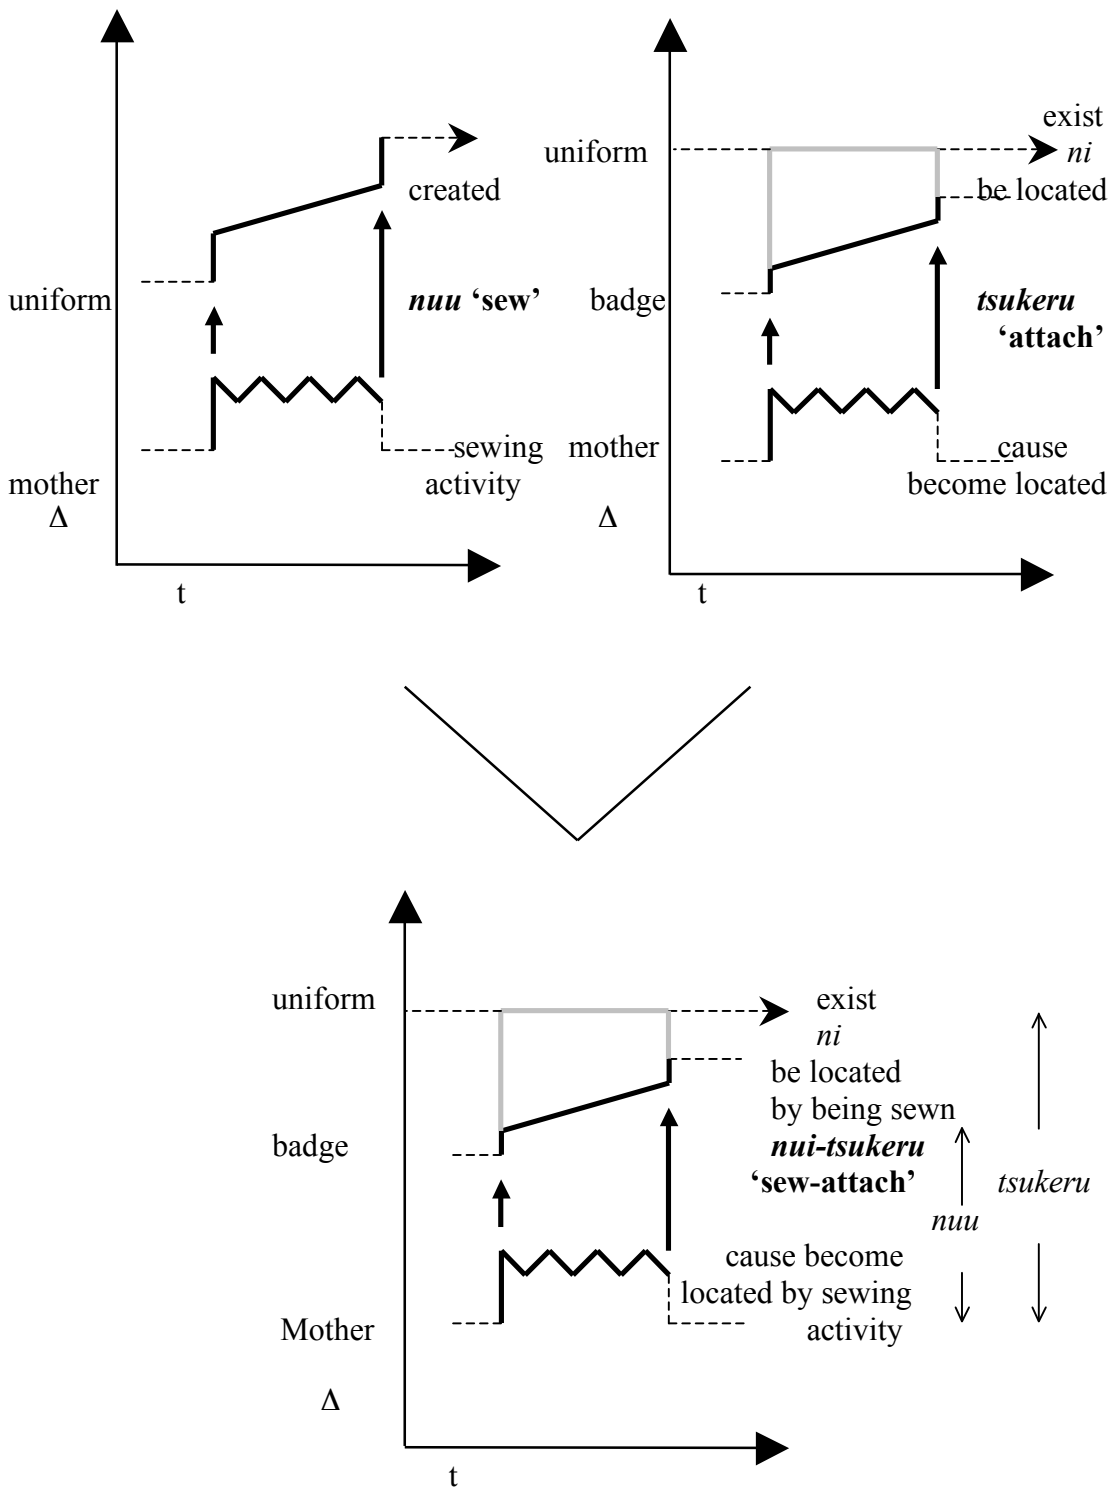 created
uniform
nuu ‘sew’
sewing
mother
activity
Δ
t
exist
uniform
ni
be located
badge
tsukeru
‘attach’
mother
cause
become located
Δ
t
uniform
exist
ni
be located
by being sewn
badge
nui-tsukeru
‘sew-attach’
tsukeru
nuu
cause become
located by sewing
Mother
activity
Δ
t